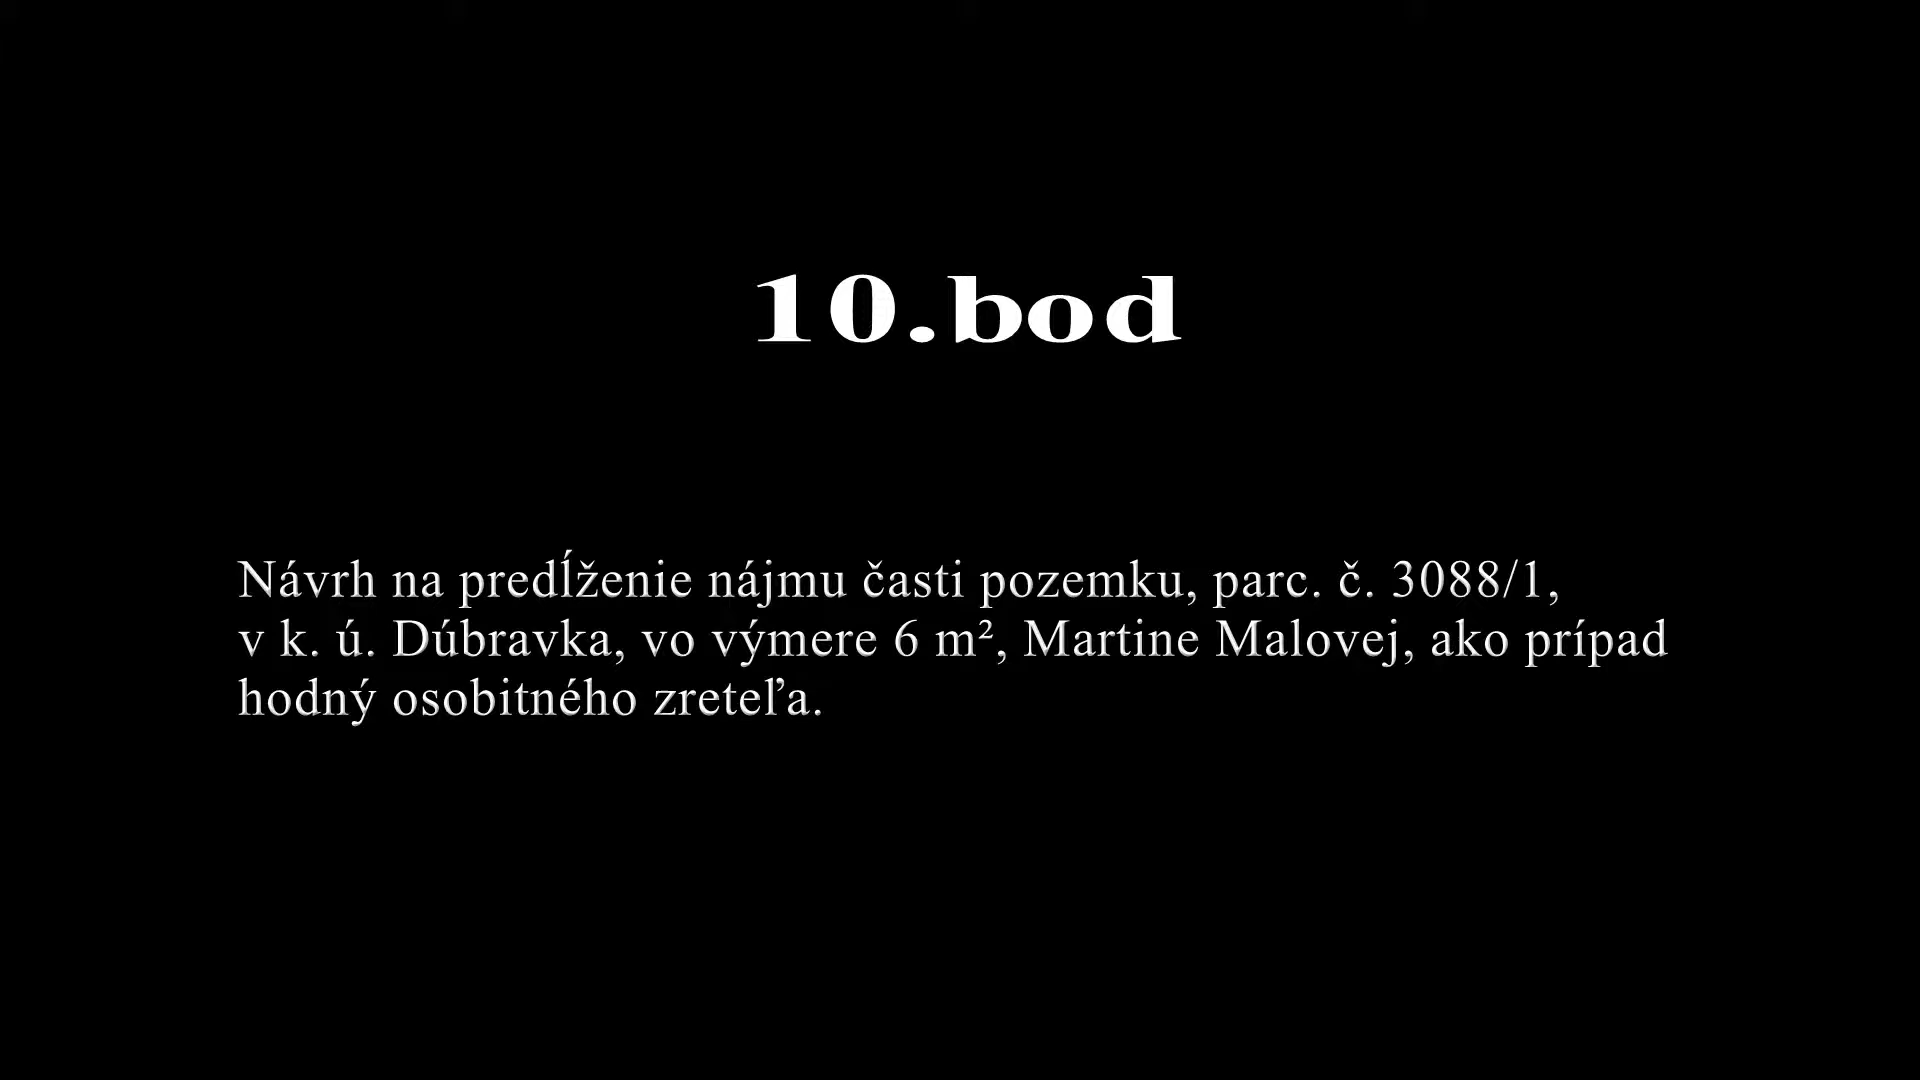 10.bod
Návrh na predĺženie nájmu časti pozemku, parc. č. 3088/1,
v k. ú. Dúbravka, vo výmere 6 m², Martine Malovej, ako prípad
hodný osobitného zreteľa.